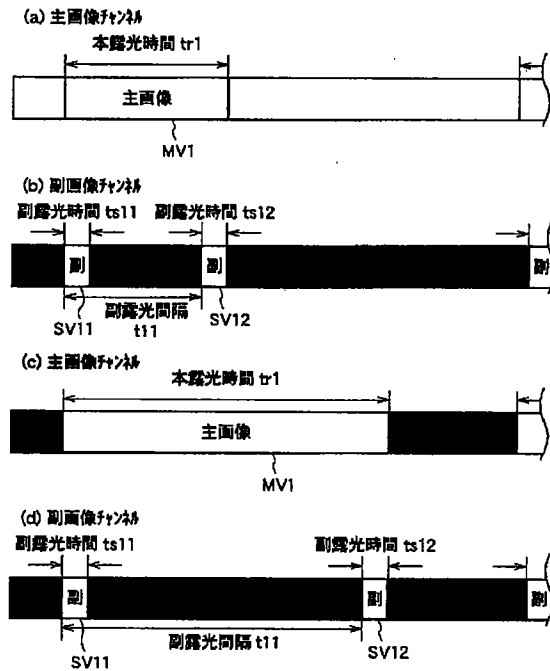 (a) 主画像チャンネル
本露光時間 tr1
主画像
MV1
(b) 副画像チャンネル
副露光時間 ts11 副露光時間 ts12
副 副 副
SV11 副露光間隔 t11 SV12
(c) 主画像チャンネル
本露光時間 tr1
主画像
MV1
(d) 副画像チャンネル
副露光時間 ts11 副露光時間 ts12
副 副 副
副露光間隔 t11
SV11 SV12